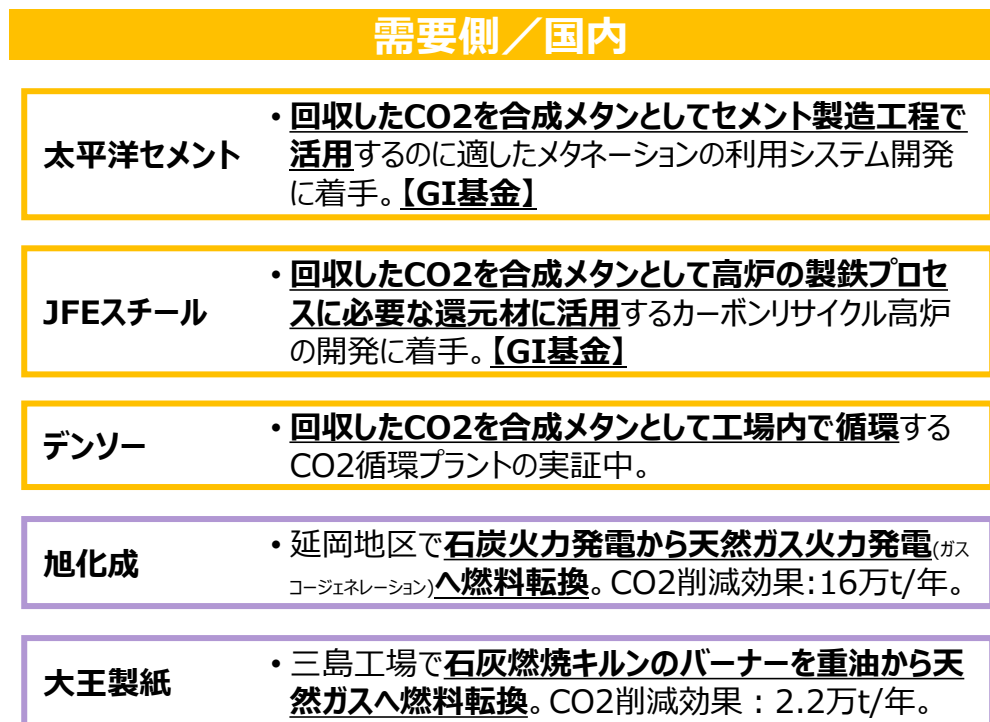 需要側／国内
太平洋セメント
・回収したCO2を合成メタンとしてセメント製造工程で
活用するのに適したメタネーションの利用システム開発
に着手。【GI基金】
JFEスチール
・回収したCO2を合成メタンとして高炉の製鉄プロセ
スに必要な還元材に活用するカーボンリサイクル高炉
の開発に着手。【GI基金】
デンソー
・回収したCO2を合成メタンとして工場内で循環する
CO2循環プラントの実証中。
旭化成
・延岡地区で石炭火力発電から天然ガス火力発電(ガス
コージェネレーション)へ燃料転換。CO2削減効果:16万t/年。
大王製紙
・三島工場で石灰燃焼キルンのバーナーを重油から天
然ガスへ燃料転換。CO2削減効果：2.2万t/年。